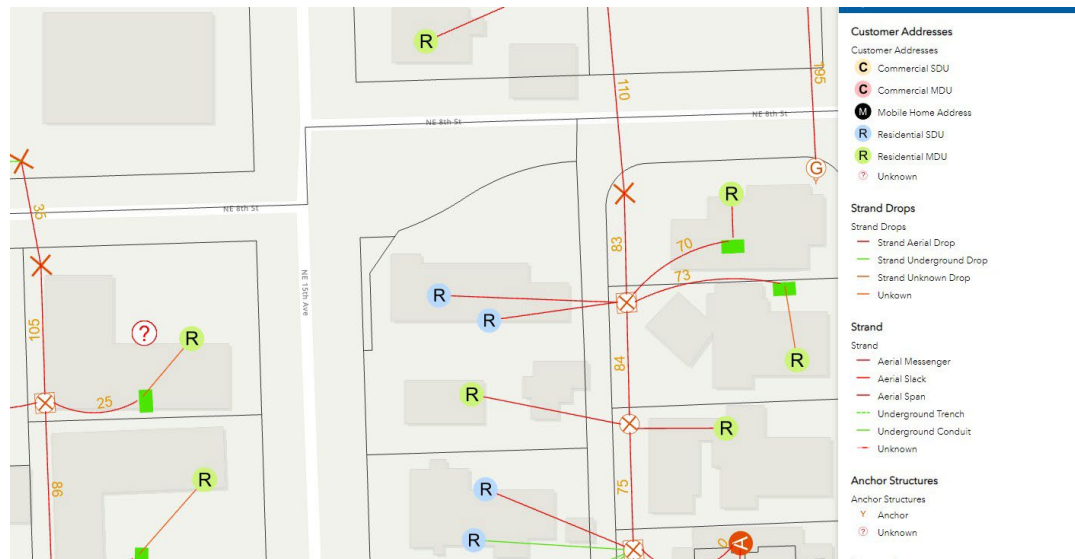 R
110
195
NE 8th St
NE 8th St
G
35
NE 8th St
R
83
70
73
NE 15th Ave
R
R
105
?
R
84
R
R
25
R
86
R
75
R
R
A
Customer Addresses
Customer Addresses
C Commercial SDU
C Commercial MDU
M Mobile Home Address
R Residential SDU
R Residential MDU
? Unknown
Strand Drops
Strand Drops
Strand Aerial Drop
Strand Underground Drop
Strand Unknown Drop
Unkown
Strand
Strand
Aerial Messenger
Aerial Slack
Aerial Span
Underground Trench
Underground Conduit
Unknown
Anchor Structures
Anchor Structures
Anchor
? Unknown